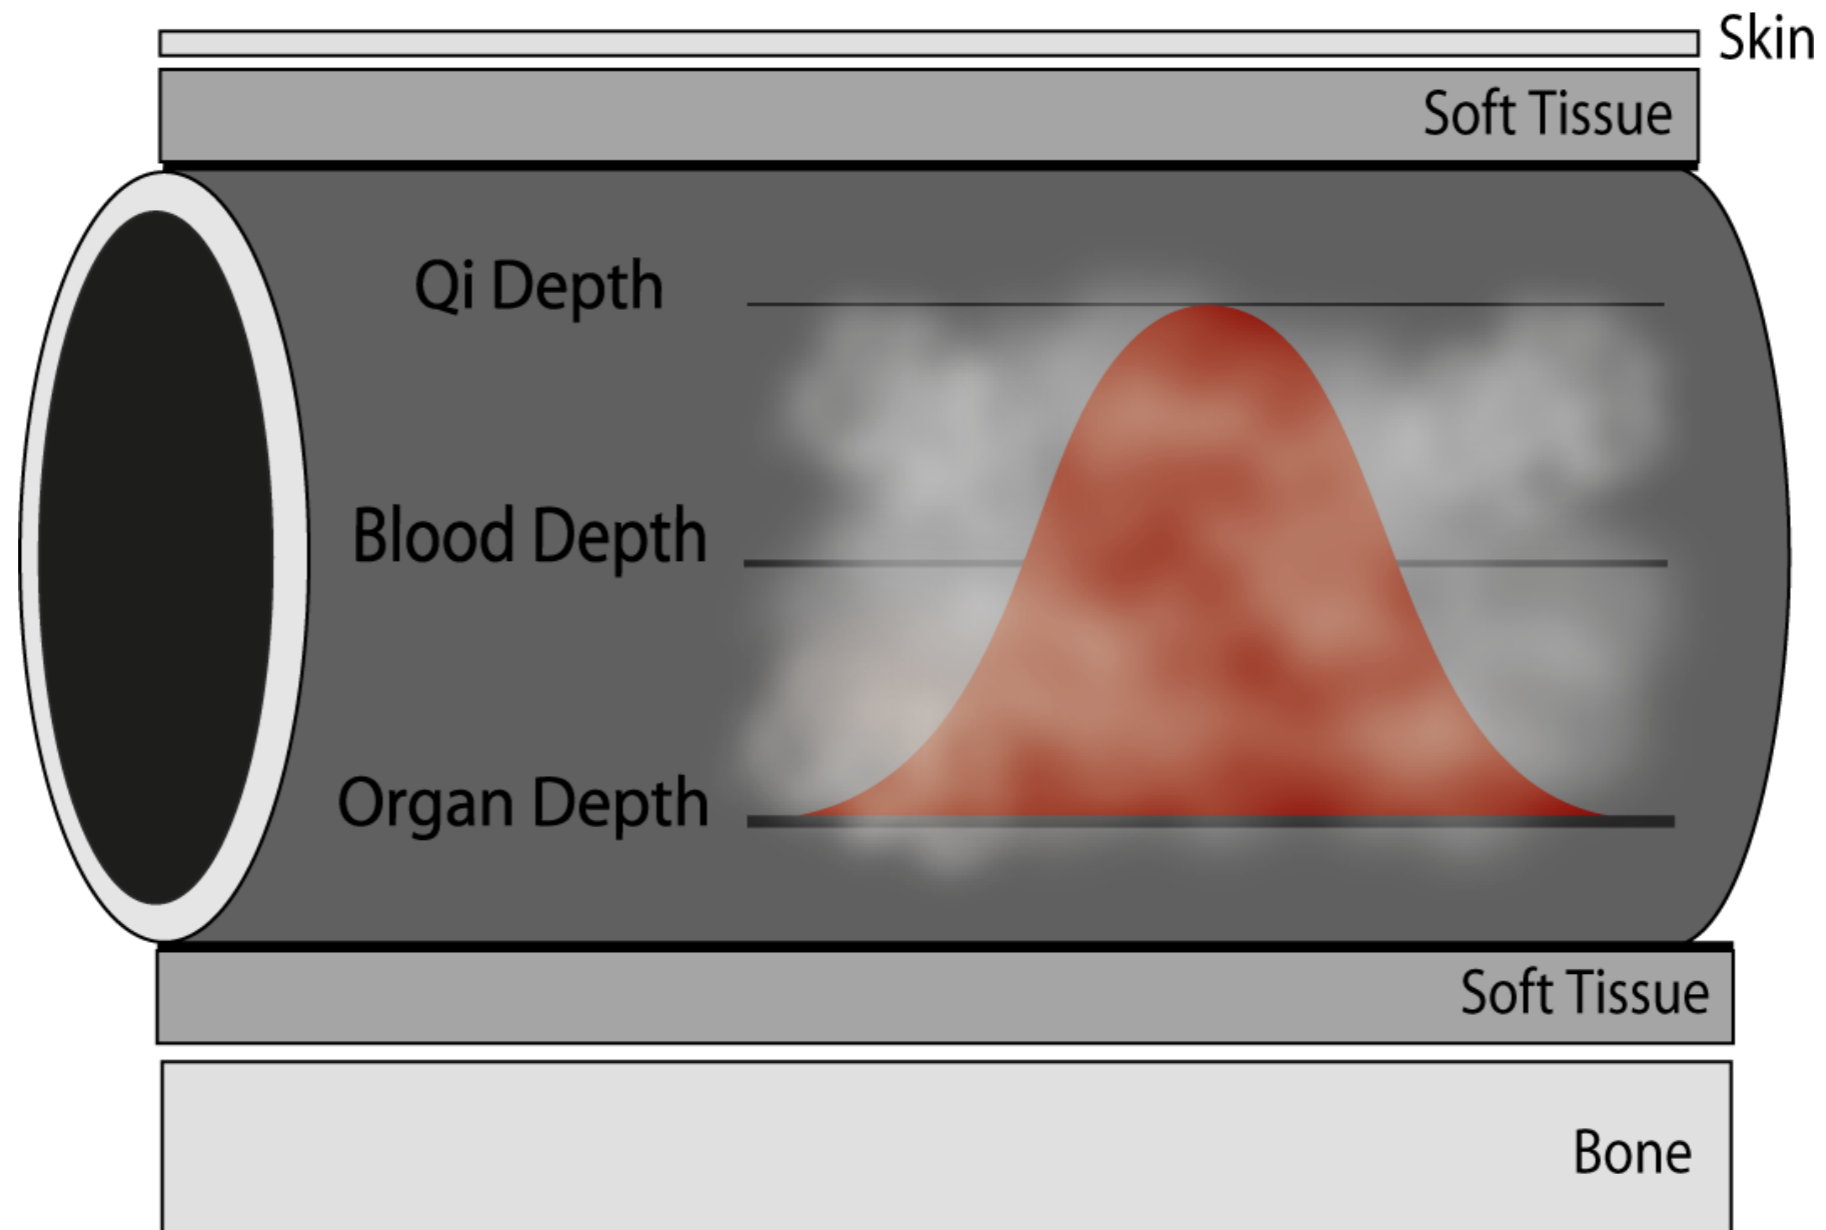 Skin
Soft Tissue
Qi Depth
Blood Depth
Organ Depth
Soft Tissue
Bone